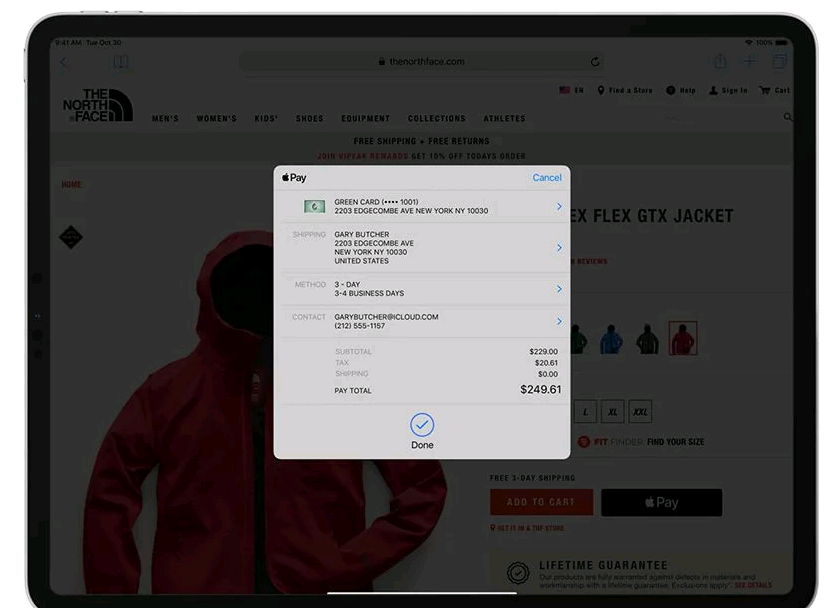 9:41 AM Tue Oct 30
100%
thenorthface.com
EN Find a Store Help Sign In Cart
THE
NORTH
FACE
MEN'S WOMEN'S KIDS' SHOES EQUIPMENT COLLECTIONS ATHLETES
FREE SHIPPING + FREE RETURNS
JOIN VIPEAK REWARDS GET 10% OFF TODAYS ORDER
HOME
Pay
Cancel
GREEN CARD (•••• 1001)
2203 EDGECOMBE AVE NEW YORK NY 10030
SHIPPING GARY BUTCHER
2203 EDGECOMBE AVE
NEW YORK NY 10030
UNITED STATES
METHOD 3 - DAY
3-4 BUSINESS DAYS
CONTACT GARYBUTCHER@ICLOUD.COM
(212) 555-1157
SUBTOTAL $229.00
TAX $20.61
SHIPPING $0.00
PAY TOTAL $249.61
Done
EX FLEX GTX JACKET
REVIEWS
L XL XXL
FIT FINDER: FIND YOUR SIZE
FREE 3-DAY SHIPPING
ADD TO CART Pay
GET IT IN A TNF STORE
LIFETIME GUARANTEE
Our products are fully warranted against defects in materials and
workmanship with a lifetime guarantee. Exclusions apply*. SEE DETAILS